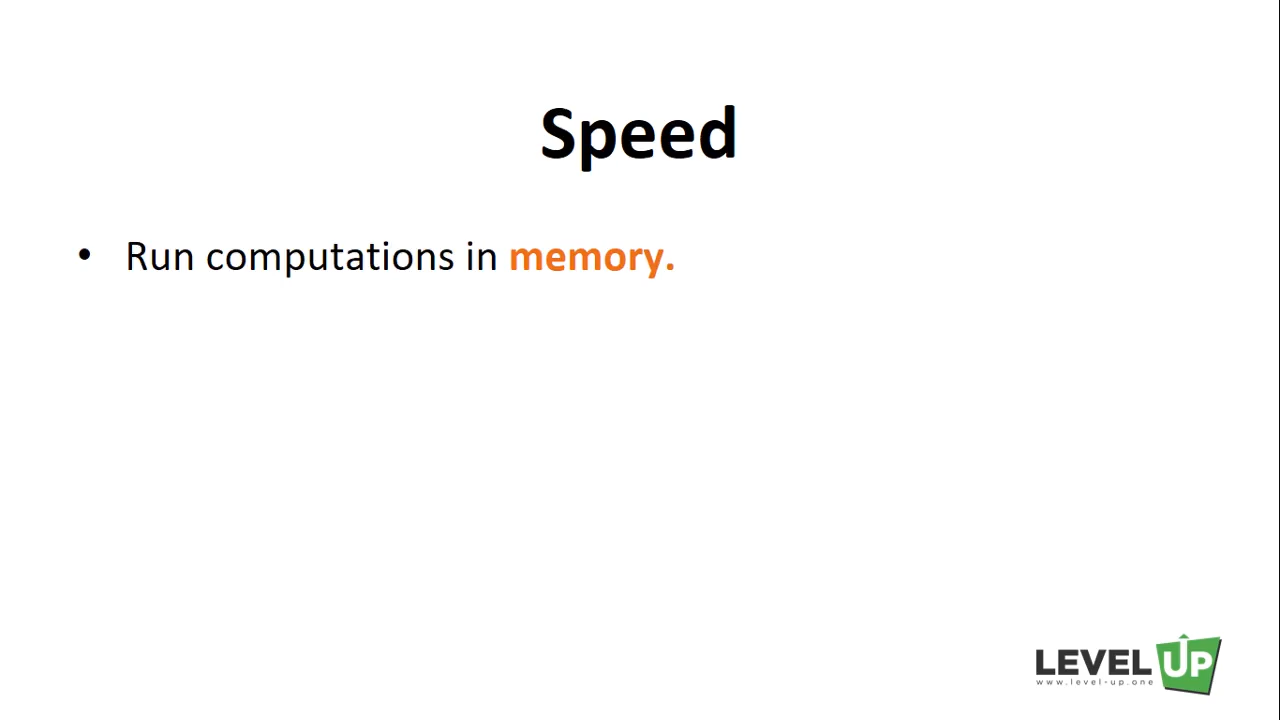 Speed
• Run computations in memory.
LEVEL UP
www.level-up.one